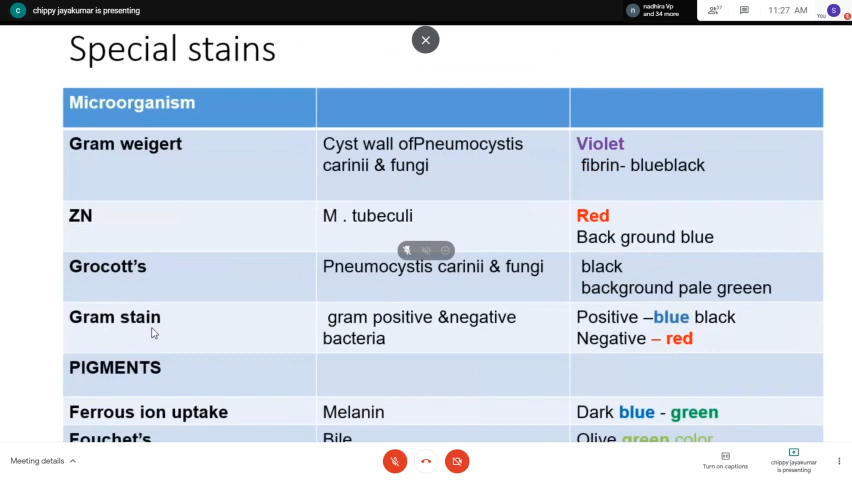 chippy jayakumar is presenting
nadhira Vp
and 34 more
37
11:27 AM
You
Special stains
Microorganism
Gram weigert
Cyst wall ofPneumocystis
carinii & fungi
Violet
fibrin- blueblack
ZN
M . tubeculi
Red
Back ground blue
Grocott's
Pneumocystis carinii & fungi
black
background pale greeen
Gram stain
gram positive &negative
bacteria
Positive –blue black
Negative – red
PIGMENTS
Ferrous ion uptake
Melanin
Dark blue - green
Fouchet's
Bile
Olive green color
Meeting details
Turn on captions
chippy jayakumar
is presenting